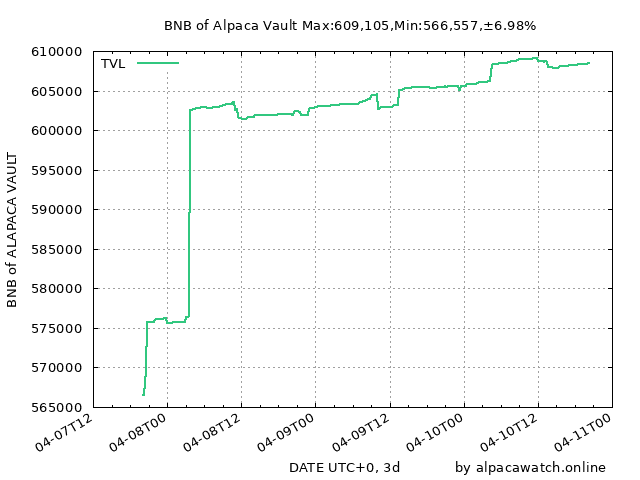 BNB of Alpaca Vault Max:609,105,Min:566,557,±6.98%
TVL
610000
605000
600000
595000
590000
585000
580000
575000
570000
565000
BNB of ALAPACA VAULT
04-07T12
04-08T00
04-08T12
04-09T00
04-09T12
04-10T00
04-10T12
04-11T00
DATE UTC+0, 3d
by alpacawatch.online